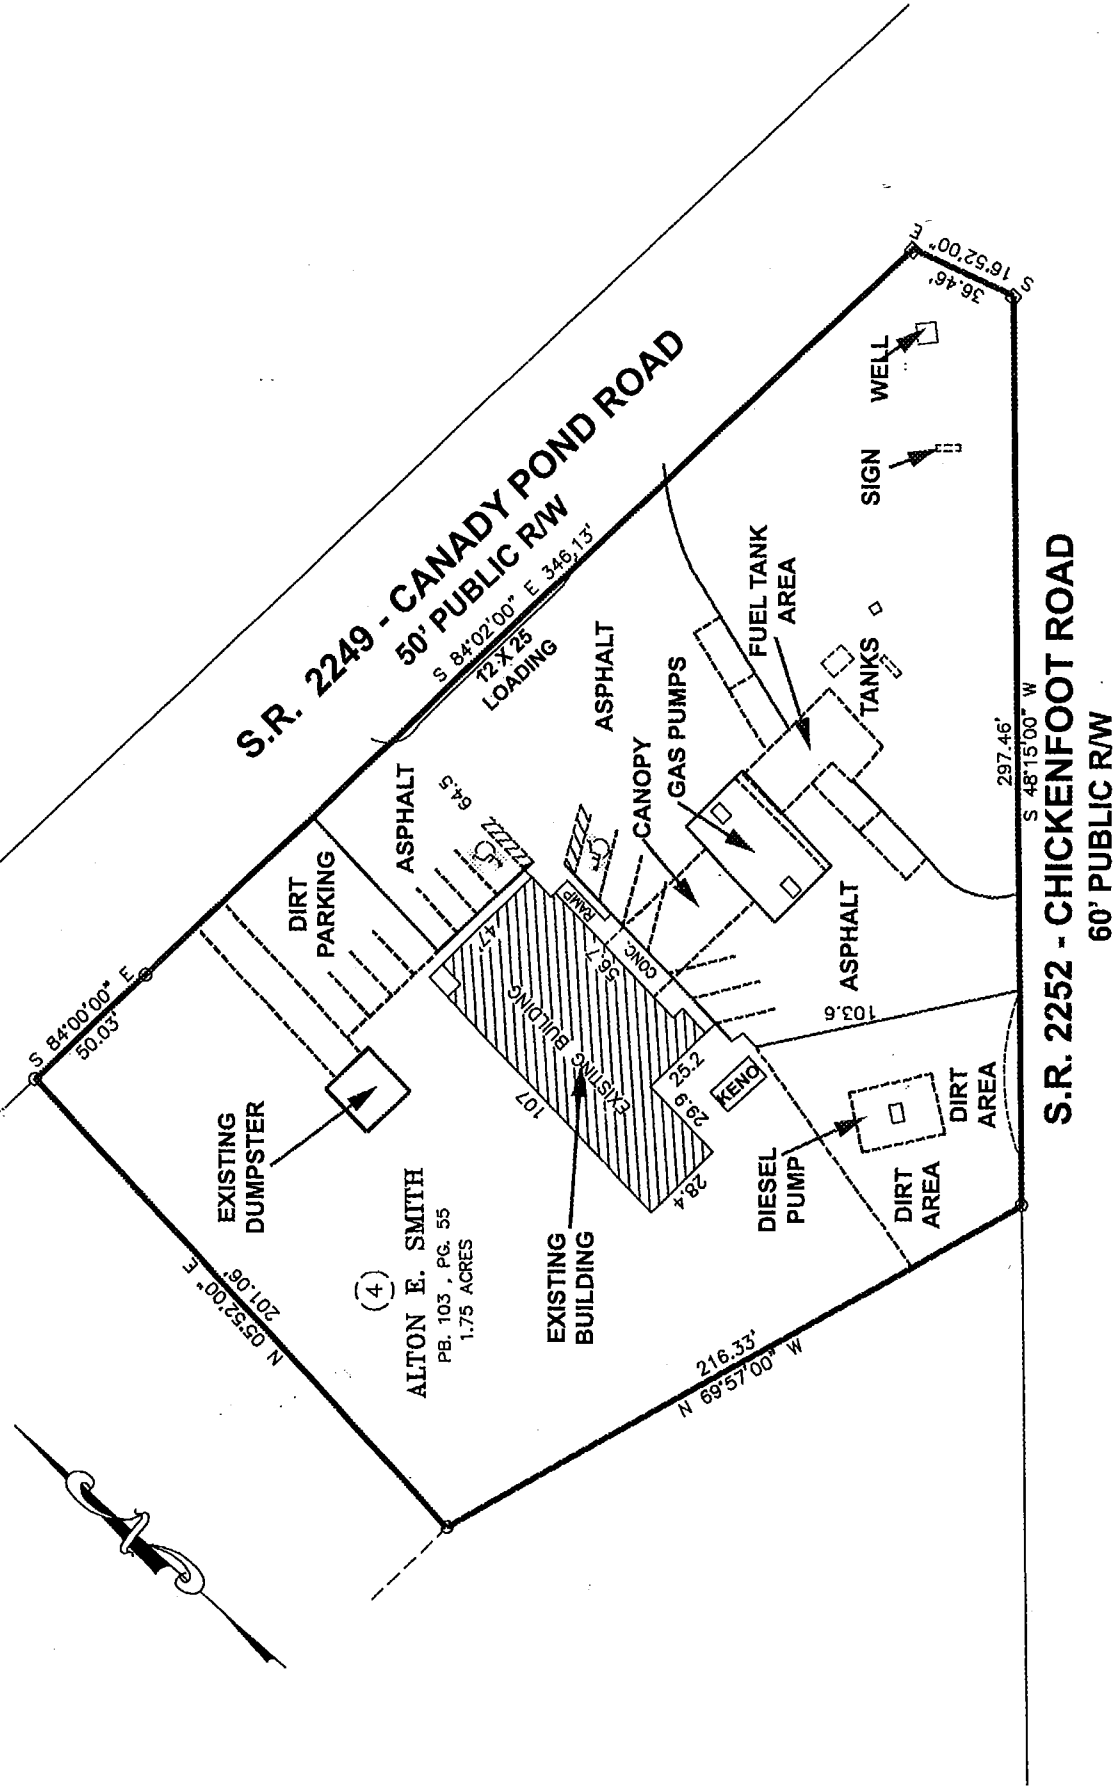 S.R. 2249 - CANADY POND ROAD
50' PUBLIC R/W
S 84°02'00" E 346.13'
12 X 25
LOADING
S 84°00'00" E
50.03'
N 05°52'00" E
201.06'
N 69°57'00" W
216.33'
S 16°52'00" E
36.46'
297.46'
S 48°15'00" W
S.R. 2252 - CHICKENFOOT ROAD
60' PUBLIC R/W
EXISTING
DUMPSTER
DIRT
PARKING
ASPHALT
64.5
4
ALTON E. SMITH
PB. 103 , PG. 55
1.75 ACRES
EXISTING
BUILDING
EXISTING BUILDING
EXISTING BUILDING
107
47'
56.7
25.2
29.9
28.4
RAMP
CONC.
KENO
ASPHALT
CANOPY
GAS PUMPS
FUEL TANK
AREA
TANKS
SIGN
WELL
ASPHALT
103.6
DIESEL
PUMP
DIRT
AREA
DIRT
AREA